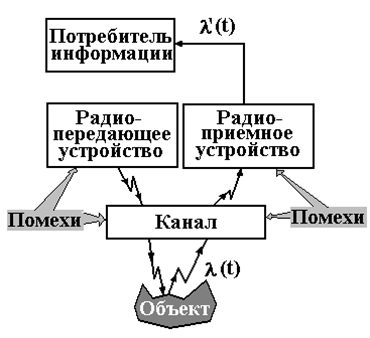 Потребитель
информации
λ'(t)
Радио-
передающее
устройство
Радио-
приемное
устройство
Помехи
Канал
Помехи
λ(t)
Объект